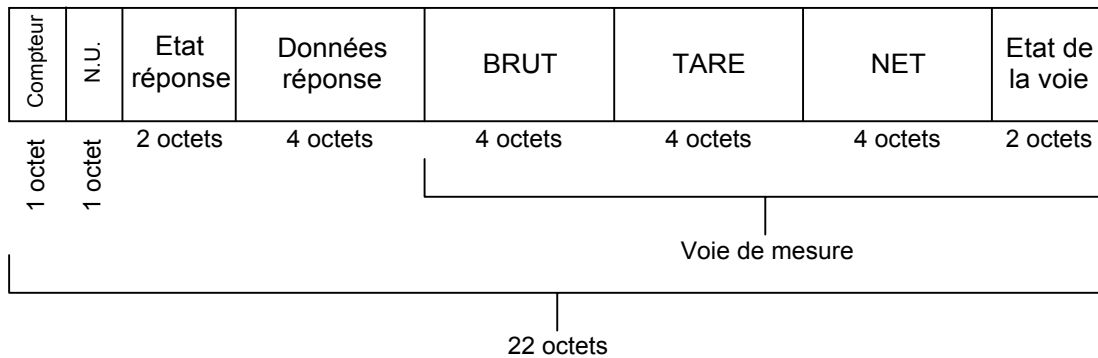 Compteur
N.U.
Etat
réponse
Données
réponse
BRUT
TARE
NET
Etat de
la voie
1 octet
1 octet
2 octets
4 octets
4 octets
4 octets
4 octets
2 octets
Voie de mesure
22 octets